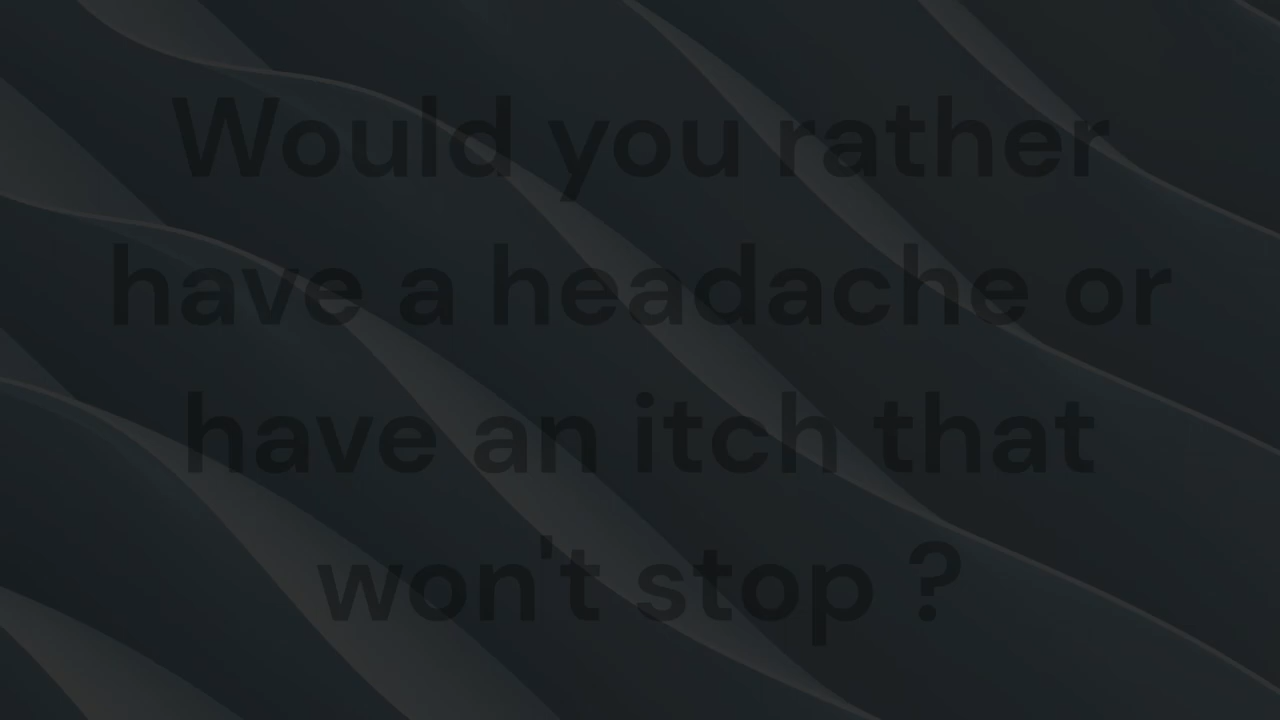 Would you rather
have a headache or
have an itch that
won't stop ?